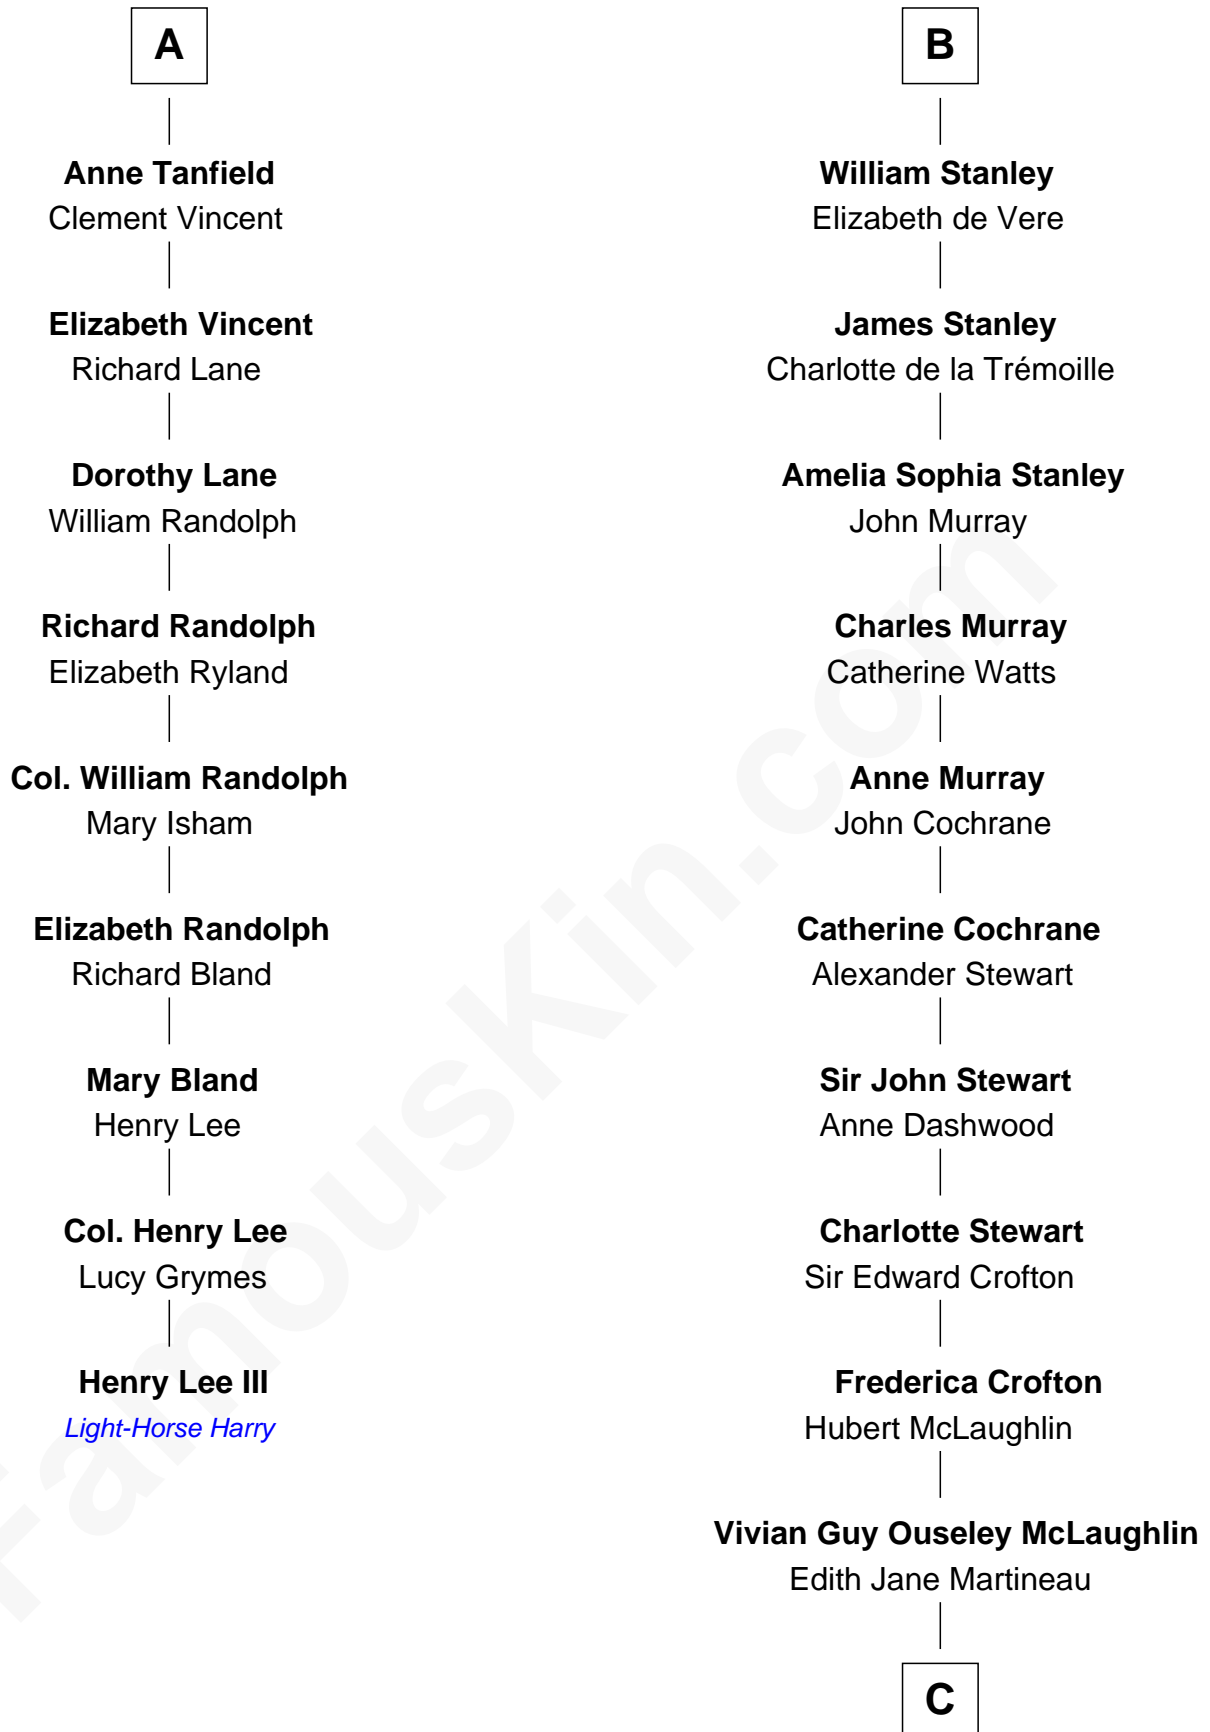 A
Anne Tanfield
Clement Vincent
Elizabeth Vincent
Richard Lane
Dorothy Lane
William Randolph
Richard Randolph
Elizabeth Ryland
Col. William Randolph
Mary Isham
Elizabeth Randolph
Richard Bland
Mary Bland
Henry Lee
Col. Henry Lee
Lucy Grymes
Henry Lee III
Light-Horse Harry
B
William Stanley
Elizabeth de Vere
James Stanley
Charlotte de la Trémoille
Amelia Sophia Stanley
John Murray
Charles Murray
Catherine Watts
Anne Murray
John Cochrane
Catherine Cochrane
Alexander Stewart
Sir John Stewart
Anne Dashwood
Charlotte Stewart
Sir Edward Crofton
Frederica Crofton
Hubert McLaughlin
Vivian Guy Ouseley McLaughlin
Edith Jane Martineau
C
FamousKin.com